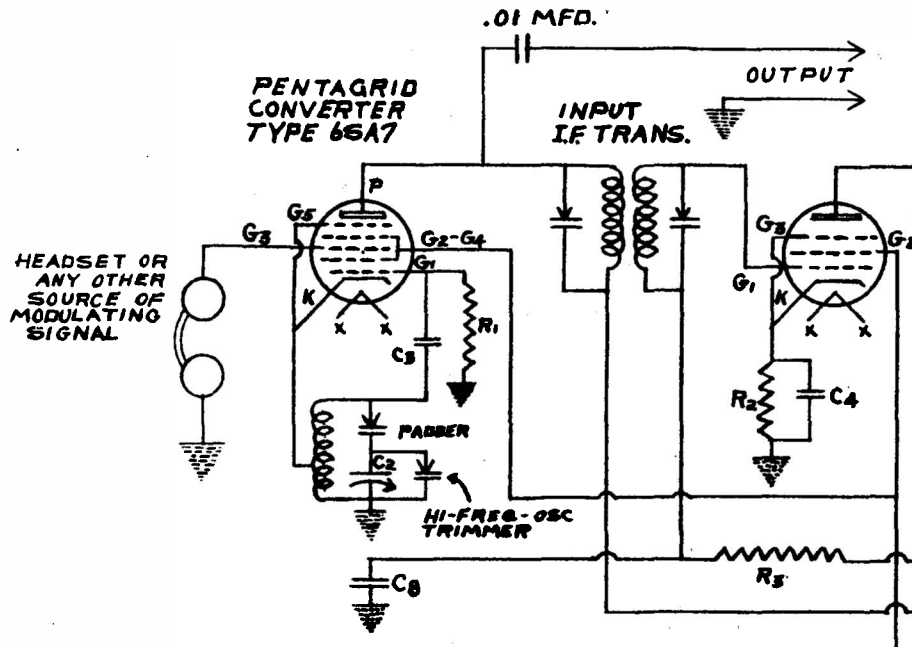 .01 MFD.
OUTPUT
PENTAGRID
CONVERTER
TYPE 6SA7
INPUT
I.F. TRANS.
P
G5
G3
G2-G4
G1
K
X X
R1
C3
HEADSET OR
ANY OTHER
SOURCE OF
MODULATING
SIGNAL
PADDER
C2
HI-FREQ-OSC
TRIMMER
C8
G3
G2
G1
K
X X
R2
C4
R3